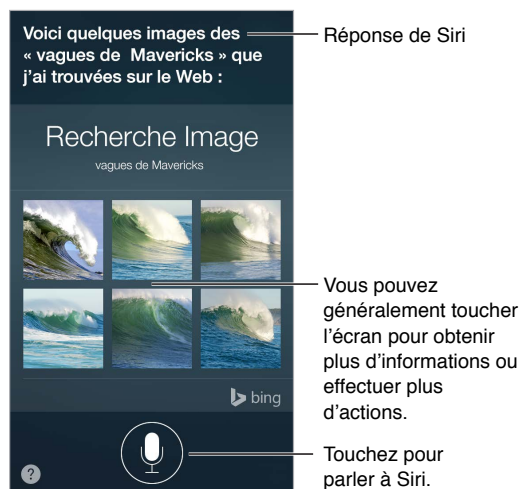 Voici quelques images des
« vagues de Mavericks » que
j'ai trouvées sur le Web :
Réponse de Siri
Recherche Image
vagues de Mavericks
Vous pouvez
généralement toucher
l'écran pour obtenir
plus d'informations ou
effectuer plus
d'actions.
bing
?
Touchez pour
parler à Siri.